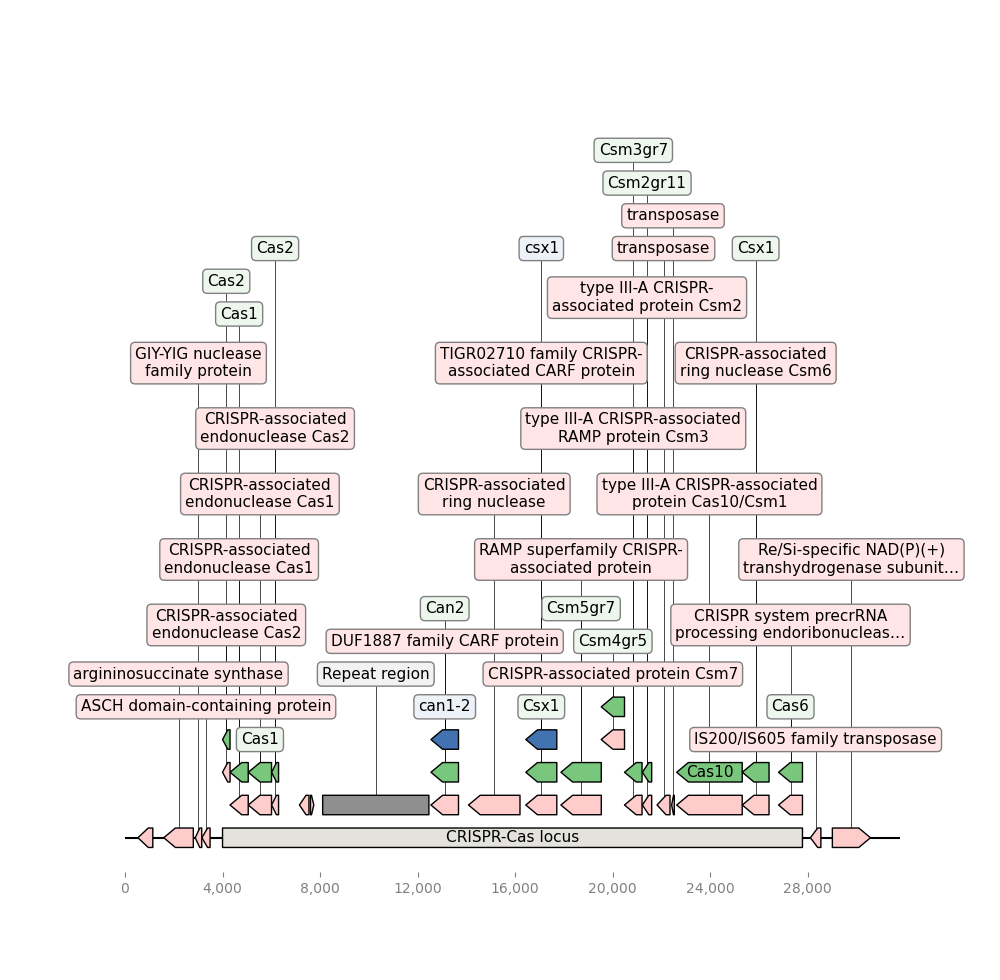 Csm3gr7
Csm2gr11
transposase
Cas2
csx1
transposase
Csx1
Cas2
type III-A CRISPR-
associated protein Csm2
Cas1
GIY-YIG nuclease
family protein
TIGR02710 family CRISPR-
associated CARF protein
CRISPR-associated
ring nuclease Csm6
CRISPR-associated
endonuclease Cas2
type III-A CRISPR-associated
RAMP protein Csm3
CRISPR-associated
endonuclease Cas1
CRISPR-associated
ring nuclease
type III-A CRISPR-associated
protein Cas10/Csm1
CRISPR-associated
endonuclease Cas1
RAMP superfamily CRISPR-
associated protein
Re/Si-specific NAD(P)(+)
transhydrogenase subunit…
CRISPR-associated
endonuclease Cas2
Can2
Csm5gr7
CRISPR system precrRNA
processing endoribonucleas…
DUF1887 family CARF protein
Csm4gr5
argininosuccinate synthase
Repeat region
CRISPR-associated protein Csm7
ASCH domain-containing protein
can1-2
Csx1
Cas6
Cas1
IS200/IS605 family transposase
Cas10
CRISPR-Cas locus
0
4,000
8,000
12,000
16,000
20,000
24,000
28,000